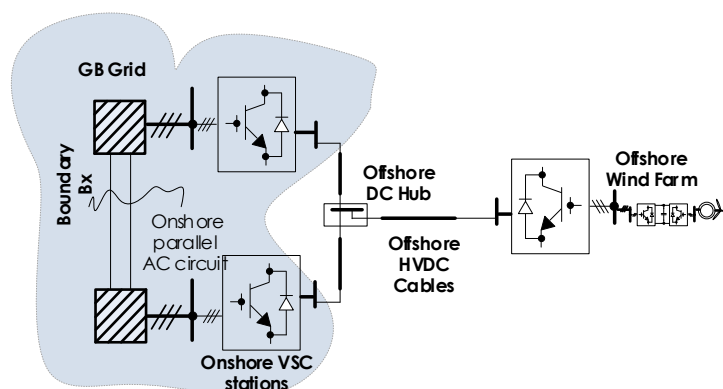 GB Grid
Boundary
Bx
Onshore
parallel
AC circuit
Offshore
DC Hub
Offshore
HVDC
Cables
Offshore
Wind Farm
Onshore VSC
stations